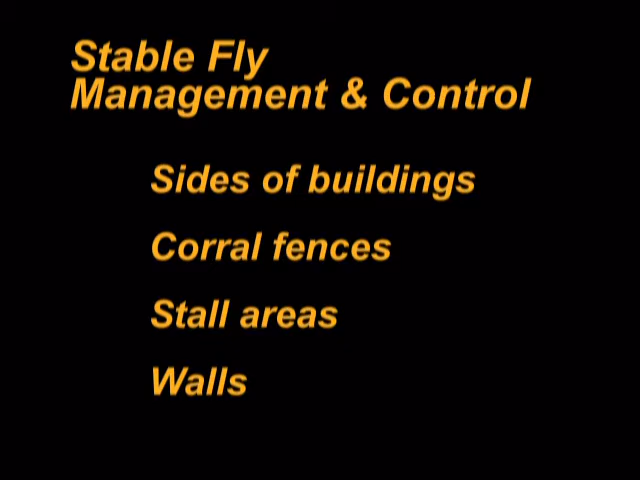 Stable Fly
Management & Control
Sides of buildings
Corral fences
Stall areas
Walls